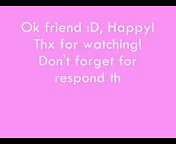 Ok friend :D, Happy!
Thx for watching!
Don't forget for
respond th